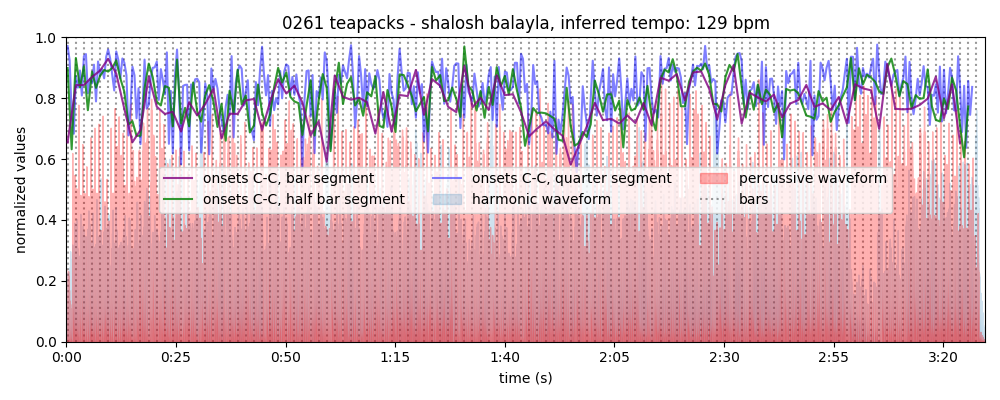 0261 teapacks - shalosh balayla, inferred tempo: 129 bpm
normalized values
1.0
0.8
0.6
0.4
0.2
0.0
onsets C-C, bar segment
onsets C-C, half bar segment
onsets C-C, quarter segment
harmonic waveform
percussive waveform
bars
0:00 0:25 0:50 1:15 1:40 2:05 2:30 2:55 3:20
time (s)